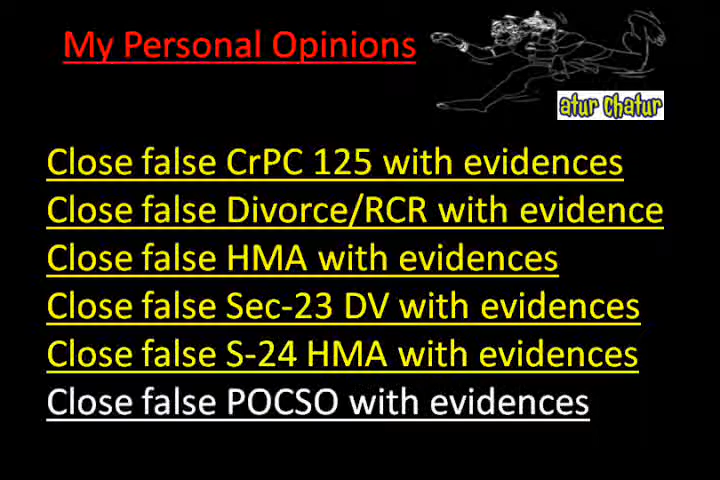 My Personal Opinions
atur Chatur
Close false CrPC 125 with evidences
Close false Divorce/RCR with evidence
Close false HMA with evidences
Close false Sec-23 DV with evidences
Close false S-24 HMA with evidences
Close false POCSO with evidences